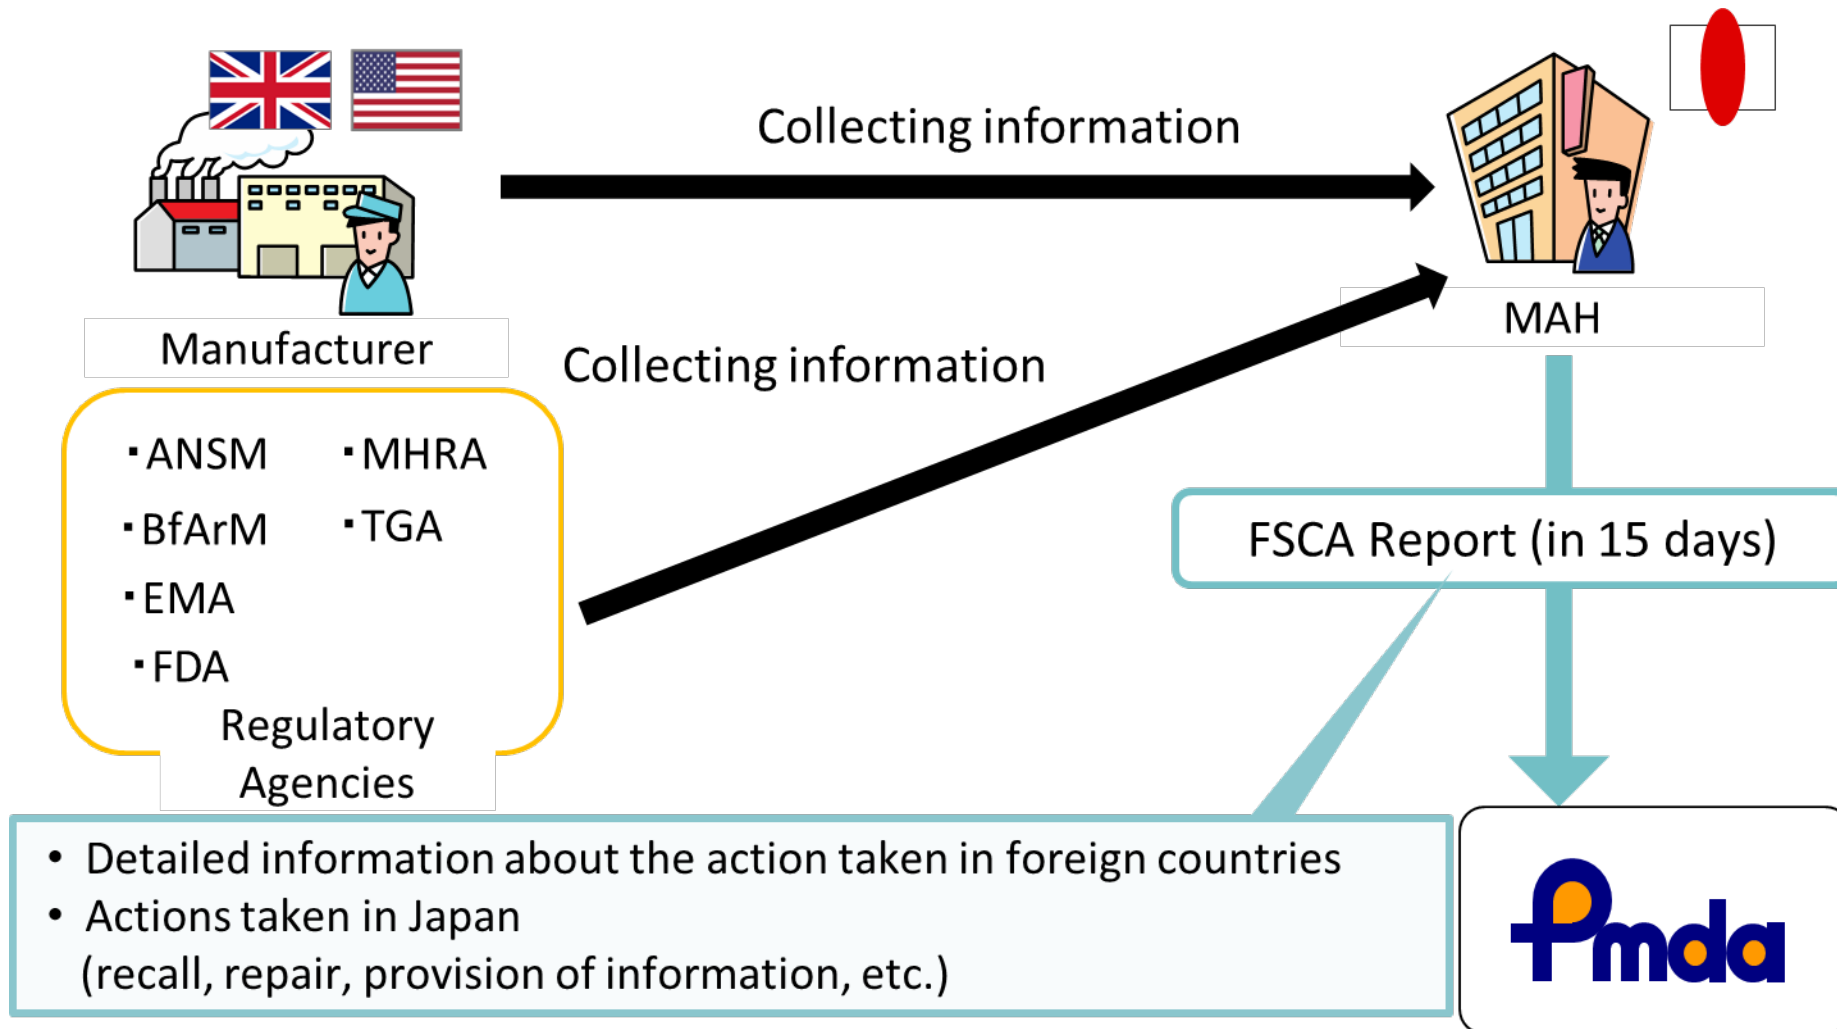 Collecting information
Manufacturer
MAH
Collecting information
・ANSM ・MHRA
・BfArM ・TGA
・EMA
・FDA
Regulatory
Agencies
FSCA Report (in 15 days)
• Detailed information about the action taken in foreign countries
• Actions taken in Japan
(recall, repair, provision of information, etc.)
Pmda